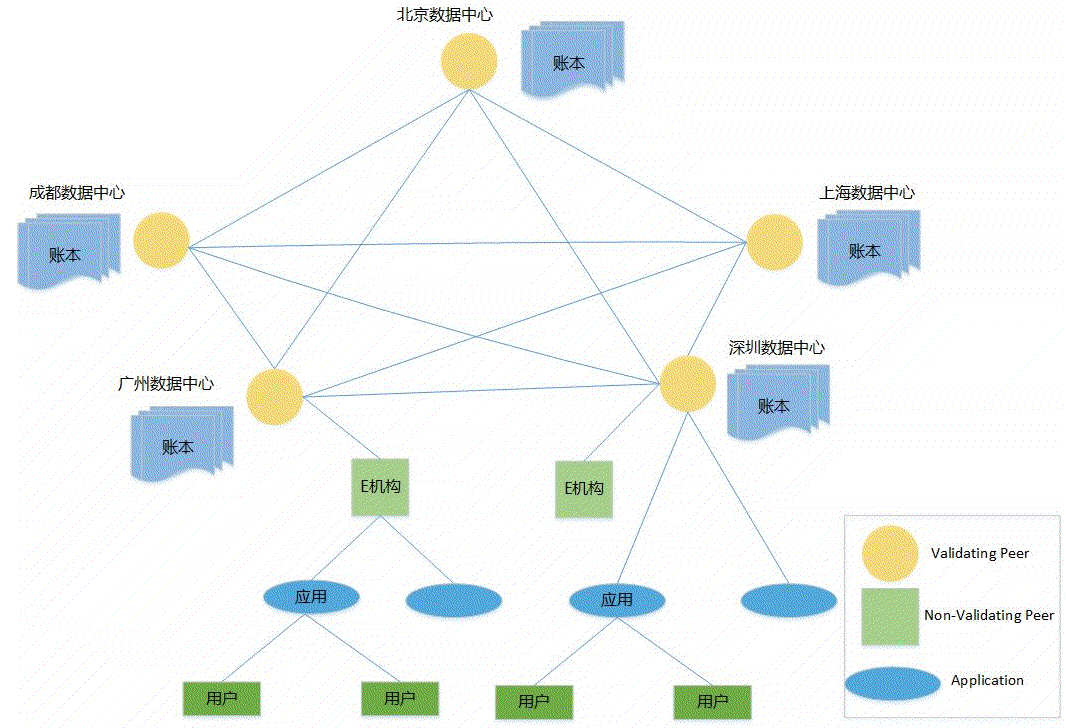 北京数据中心
账本
成都数据中心
账本
上海数据中心
账本
深圳数据中心
账本
广州数据中心
账本
E机构
E机构
应用
应用
用户
用户
用户
用户
Validating Peer
Non-Validating Peer
Application